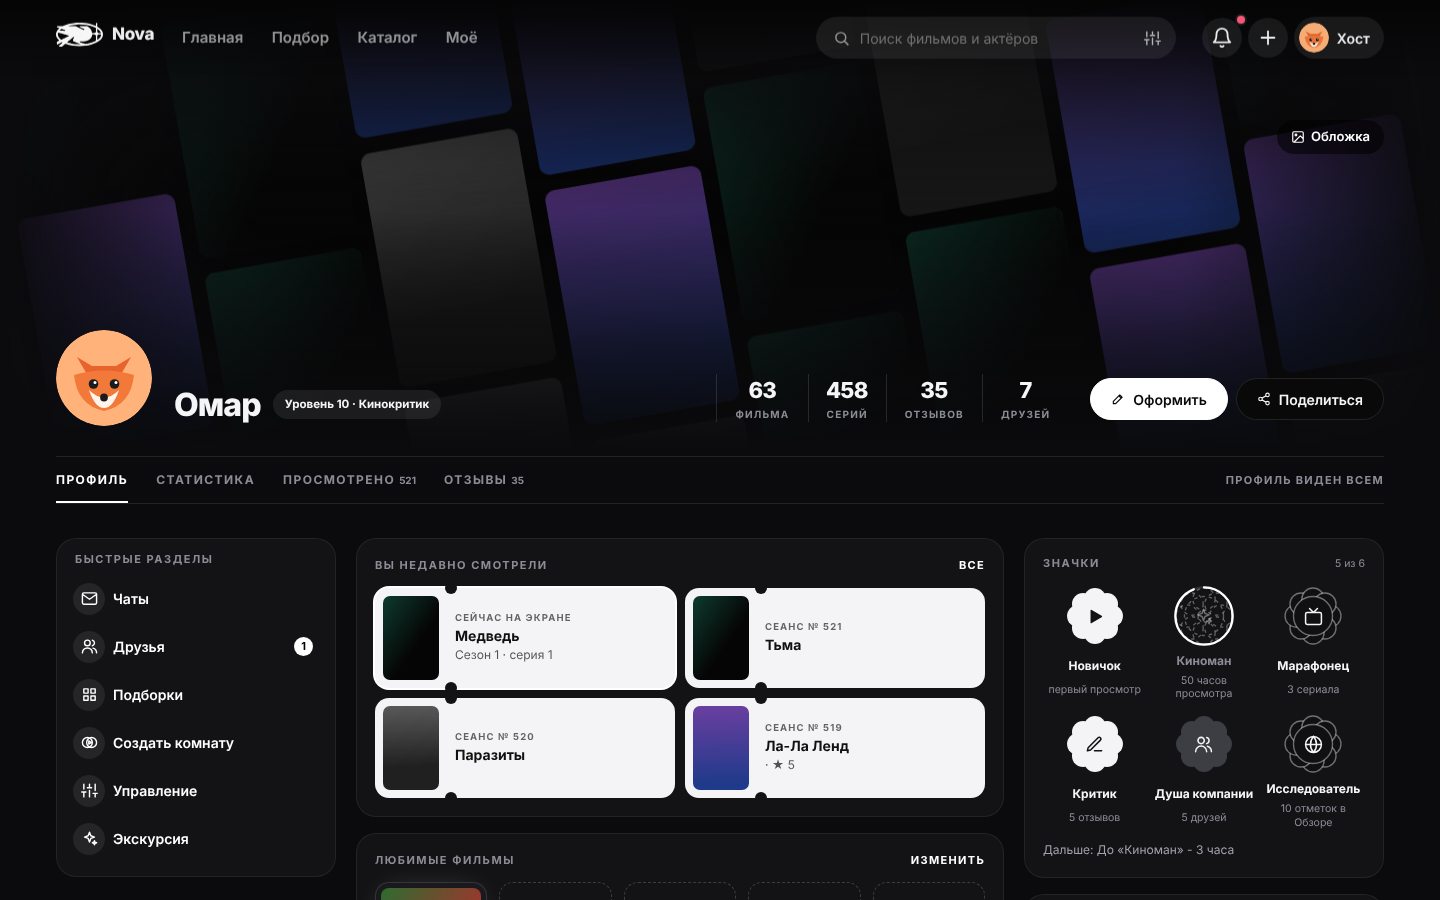 Nova
Главная
Подбор
Каталог
Моё
Поиск фильмов и актёров
Хост
Обложка
Омар
Уровень 10 · Кинокритик
63
ФИЛЬМА
458
СЕРИЙ
35
ОТЗЫВОВ
7
ДРУЗЕЙ
Оформить
Поделиться
ПРОФИЛЬ
СТАТИСТИКА
ПРОСМОТРЕНО 521
ОТЗЫВЫ 35
ПРОФИЛЬ ВИДЕН ВСЕМ
БЫСТРЫЕ РАЗДЕЛЫ
Чаты
Друзья
1
Подборки
Создать комнату
Управление
Экскурсия
ВЫ НЕДАВНО СМОТРЕЛИ
ВСЕ
СЕЙЧАС НА ЭКРАНЕ
Медведь
Сезон 1 · серия 1
СЕАНС № 521
Тьма
СЕАНС № 520
Паразиты
СЕАНС № 519
Ла-Ла Ленд
· ★ 5
ЛЮБИМЫЕ ФИЛЬМЫ
ИЗМЕНИТЬ
ЗНАЧКИ
5 из 6
Новичок
первый просмотр
Киноман
50 часов
просмотра
Марафонец
3 сериала
Критик
5 отзывов
Душа компании
5 друзей
Исследователь
10 отметок в
Обзоре
Дальше: До «Киноман» - 3 часа